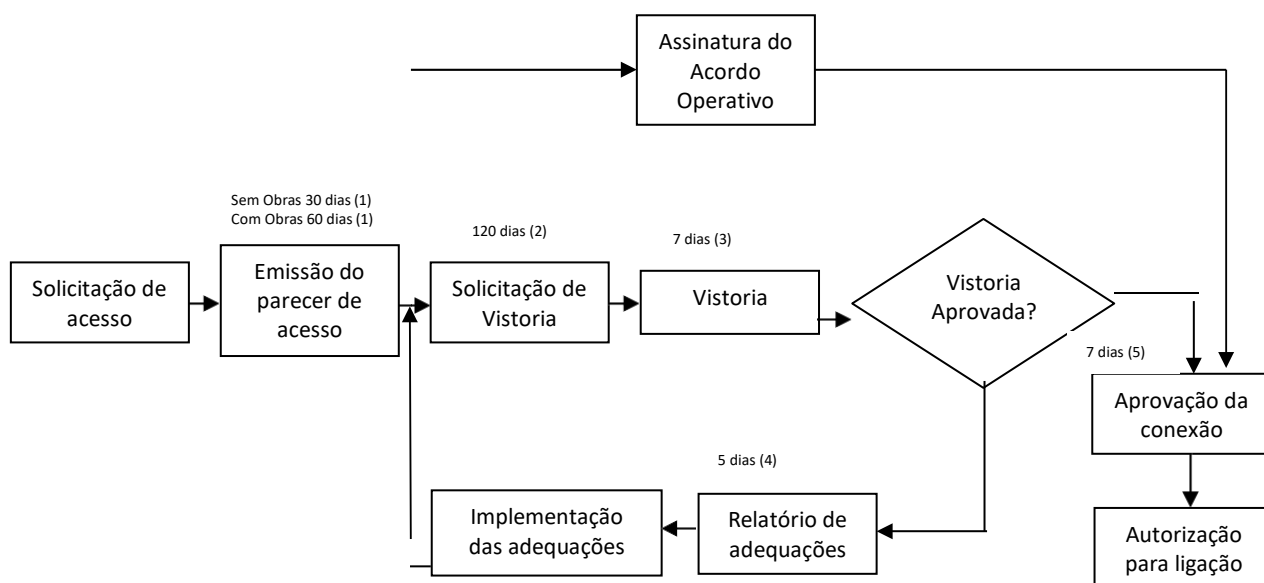 Assinatura do
Acordo
Operativo
Sem Obras 30 dias (1)
Com Obras 60 dias (1)
120 dias (2)
7 dias (3)
Solicitação de
acesso
Emissão do
parecer de
acesso
Solicitação de
Vistoria
Vistoria
Vistoria
Aprovada?
7 dias (5)
Aprovação da
conexão
5 dias (4)
Implementação
das adequações
Relatório de
adequações
Autorização
para ligação